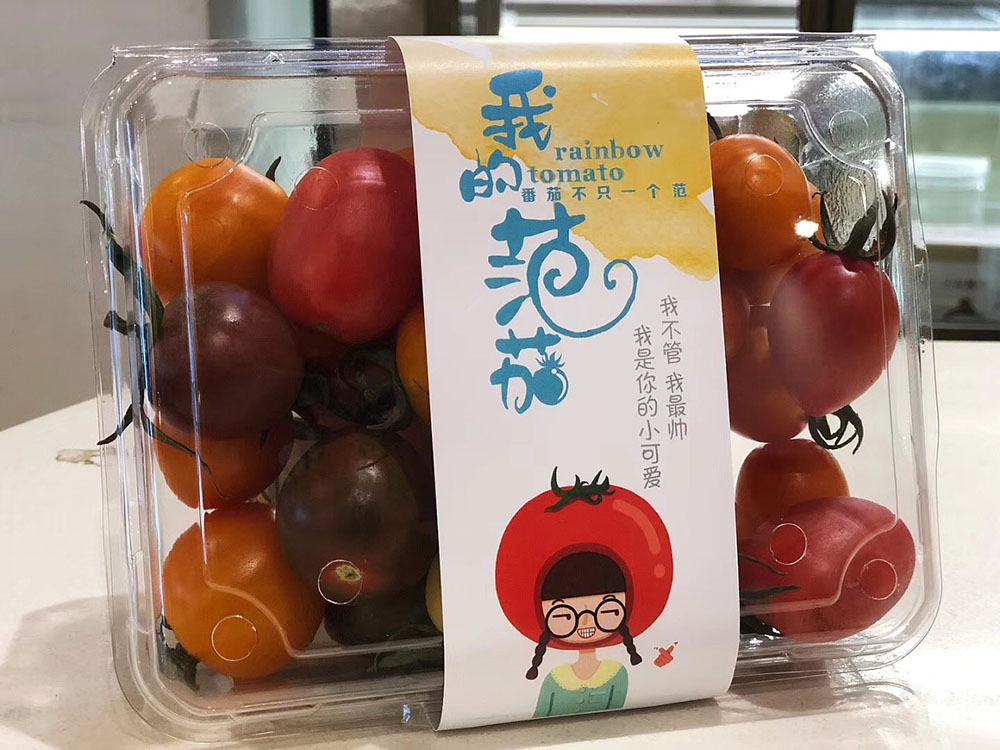 我的范茄
rainbow
tomato
番茄不只一个范
我不管 我最帅
我是你的小可爱